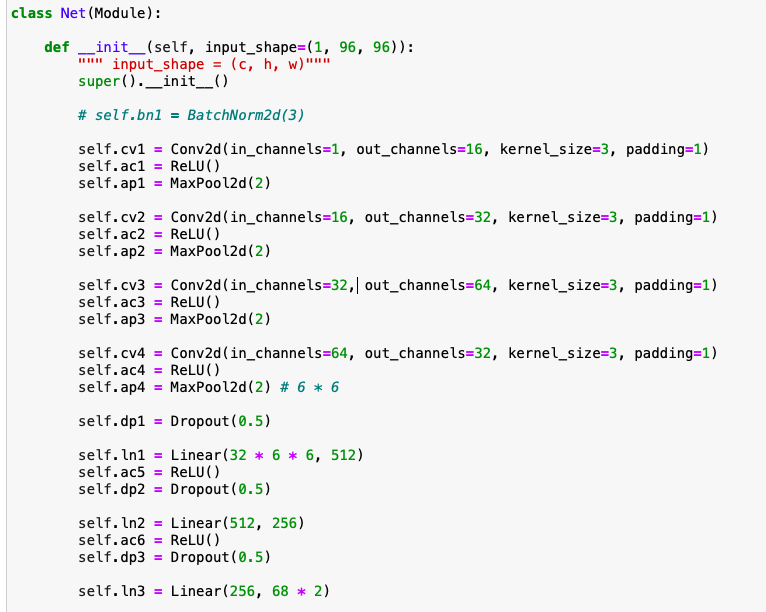 class Net(Module):
def __init__(self, input_shape=(1, 96, 96)):
""" input_shape = (c, h, w)"""
super().__init__()
# self.bn1 = BatchNorm2d(3)
self.cv1 = Conv2d(in_channels=1, out_channels=16, kernel_size=3, padding=1)
self.ac1 = ReLU()
self.ap1 = MaxPool2d(2)
self.cv2 = Conv2d(in_channels=16, out_channels=32, kernel_size=3, padding=1)
self.ac2 = ReLU()
self.ap2 = MaxPool2d(2)
self.cv3 = Conv2d(in_channels=32, out_channels=64, kernel_size=3, padding=1)
self.ac3 = ReLU()
self.ap3 = MaxPool2d(2)
self.cv4 = Conv2d(in_channels=64, out_channels=32, kernel_size=3, padding=1)
self.ac4 = ReLU()
self.ap4 = MaxPool2d(2) # 6 * 6
self.dp1 = Dropout(0.5)
self.ln1 = Linear(32 * 6 * 6, 512)
self.ac5 = ReLU()
self.dp2 = Dropout(0.5)
self.ln2 = Linear(512, 256)
self.ac6 = ReLU()
self.dp3 = Dropout(0.5)
self.ln3 = Linear(256, 68 * 2)